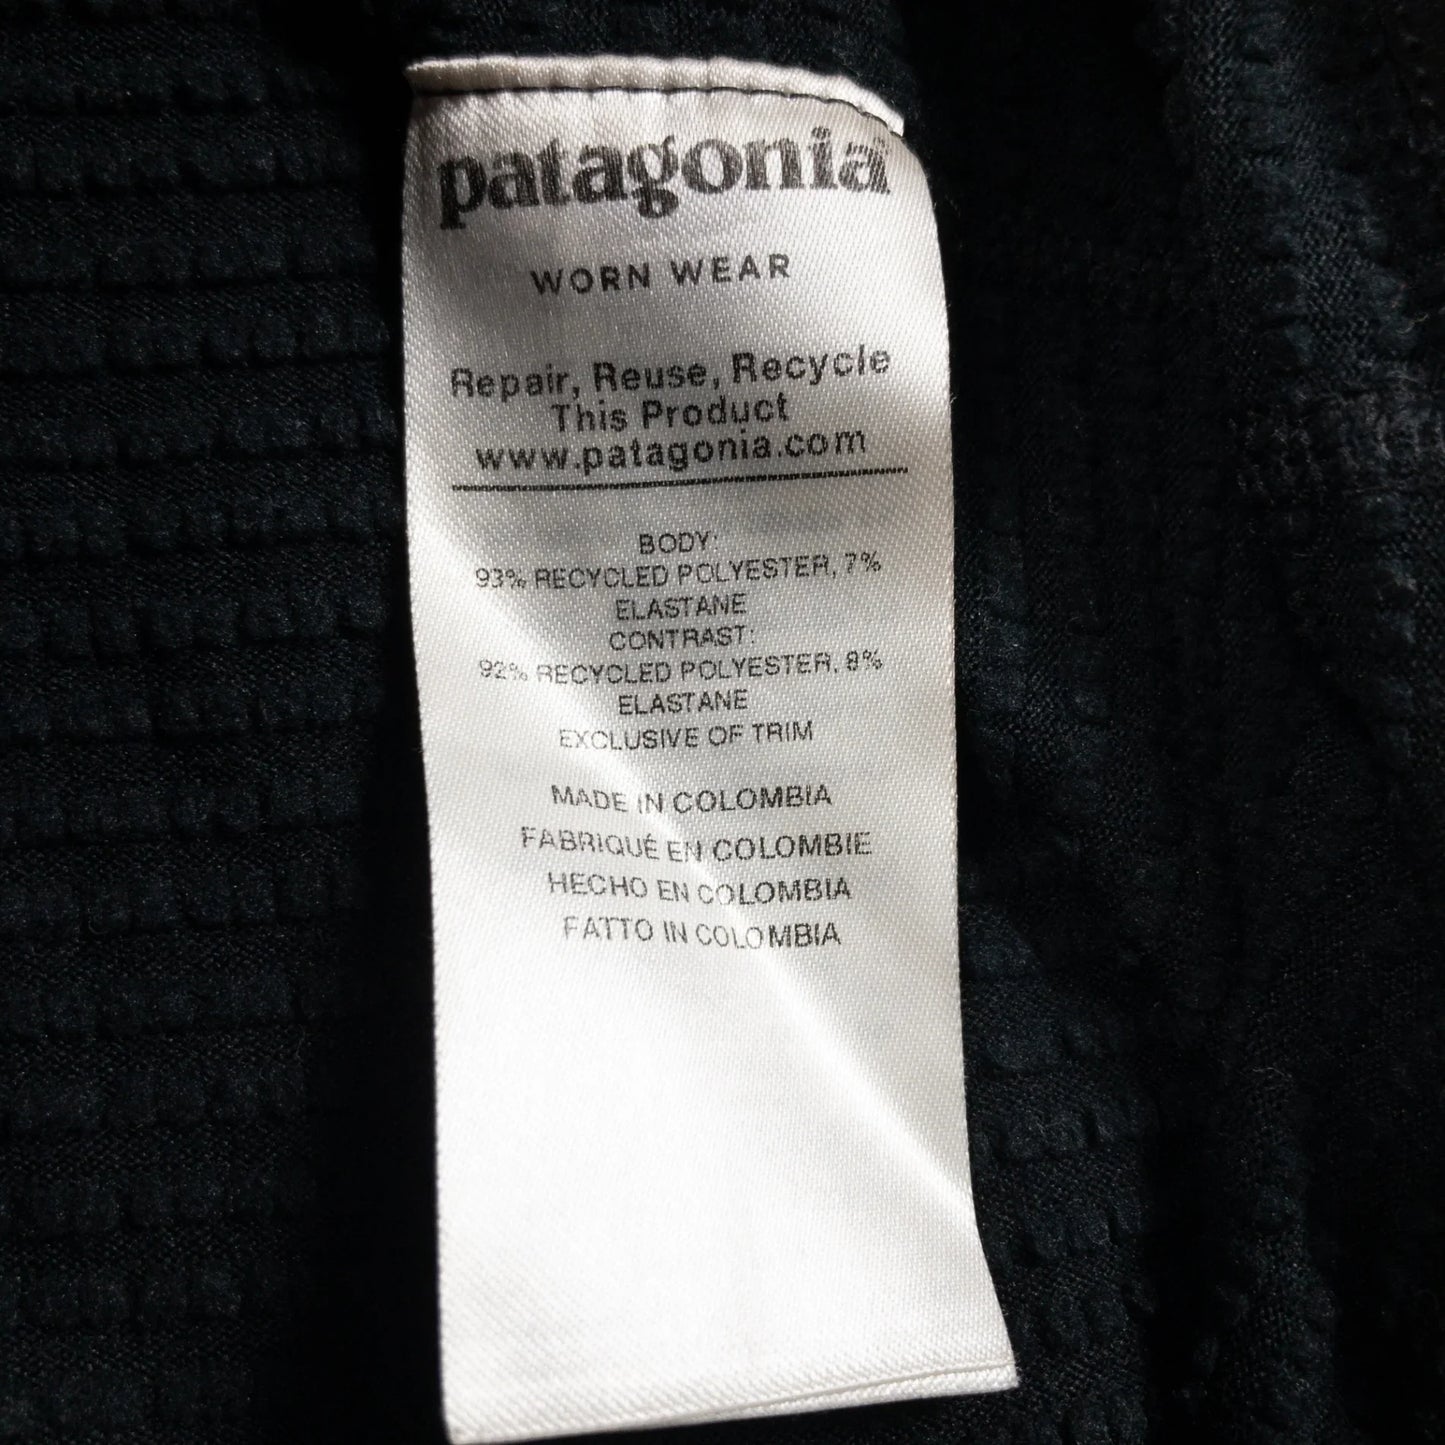 patagonia
WORN WEAR
Repair, Reuse, Recycle
This Product
www.patagonia.com
BODY:
93% RECYCLED POLYESTER, 7%
ELASTANE
CONTRAST:
92% RECYCLED POLYESTER, 8%
ELASTANE
EXCLUSIVE OF TRIM
MADE IN COLOMBIA
FABRIQUÉ EN COLOMBIE
HECHO EN COLOMBIA
FATTO IN COLOMBIA